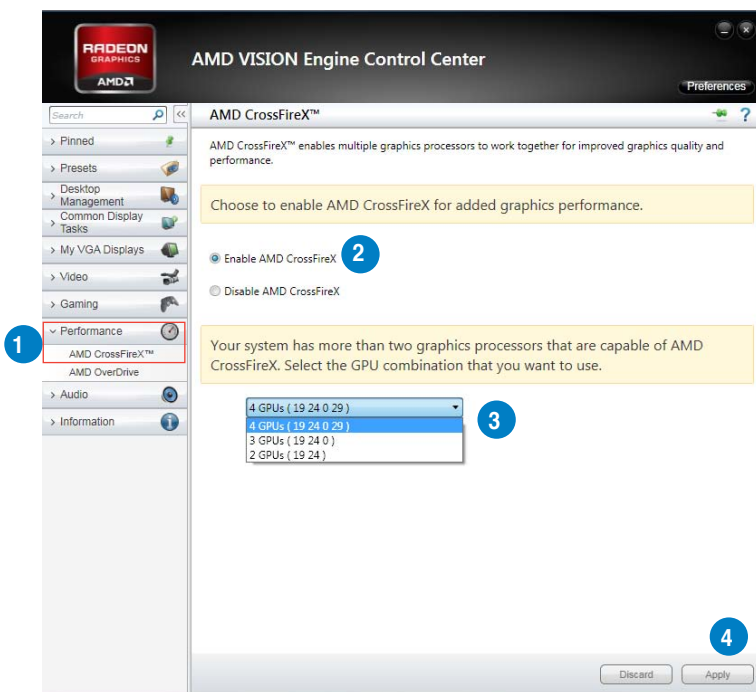 RADEON
GRAPHICS
AMD
AMD VISION Engine Control Center
Preferences
Search
<<
AMD CrossFireX™
?
> Pinned
> Presets
> Desktop
Management
> Common Display
Tasks
> My VGA Displays
> Video
> Gaming
1
Performance
AMD CrossFireX™
AMD OverDrive
> Audio
> Information
AMD CrossFireX™ enables multiple graphics processors to work together for improved graphics quality and
performance.
Choose to enable AMD CrossFireX for added graphics performance.
Enable AMD CrossFireX
2
Disable AMD CrossFireX
Your system has more than two graphics processors that are capable of AMD
CrossFireX. Select the GPU combination that you want to use.
4 GPUs ( 19 24 0 29 )
4 GPUs ( 19 24 0 29 )
3 GPUs ( 19 24 0 )
2 GPUs ( 19 24 )
3
4
Discard
Apply